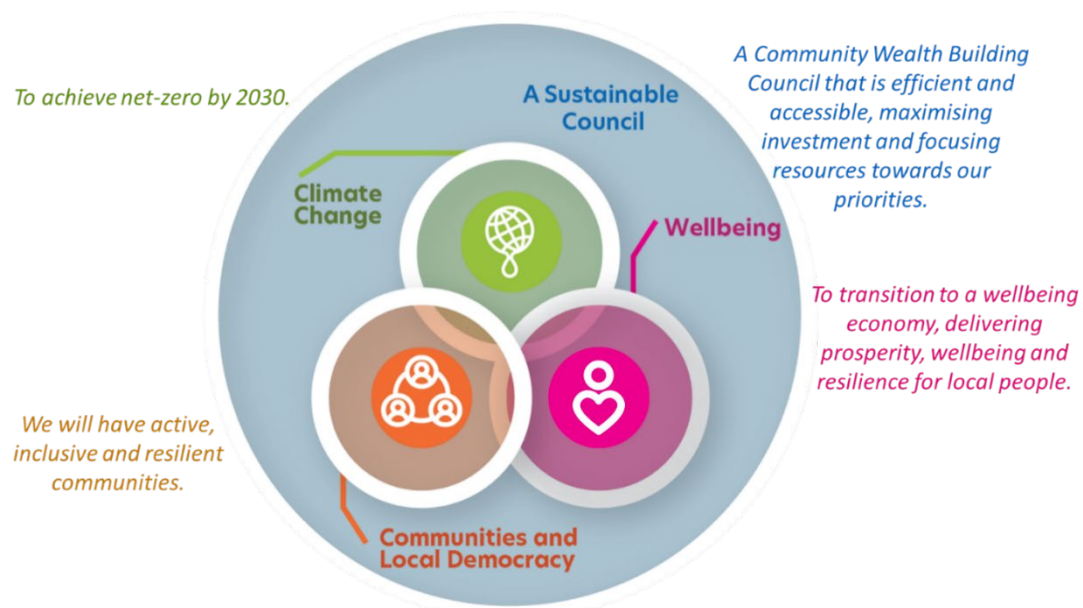 To achieve net-zero by 2030.
A Sustainable
Council
A Community Wealth Building
Council that is efficient and
accessible, maximising
investment and focusing
resources towards our
priorities.
Climate
Change
Wellbeing
To transition to a wellbeing
economy, delivering
prosperity, wellbeing and
resilience for local people.
We will have active,
inclusive and resilient
communities.
Communities and
Local Democracy